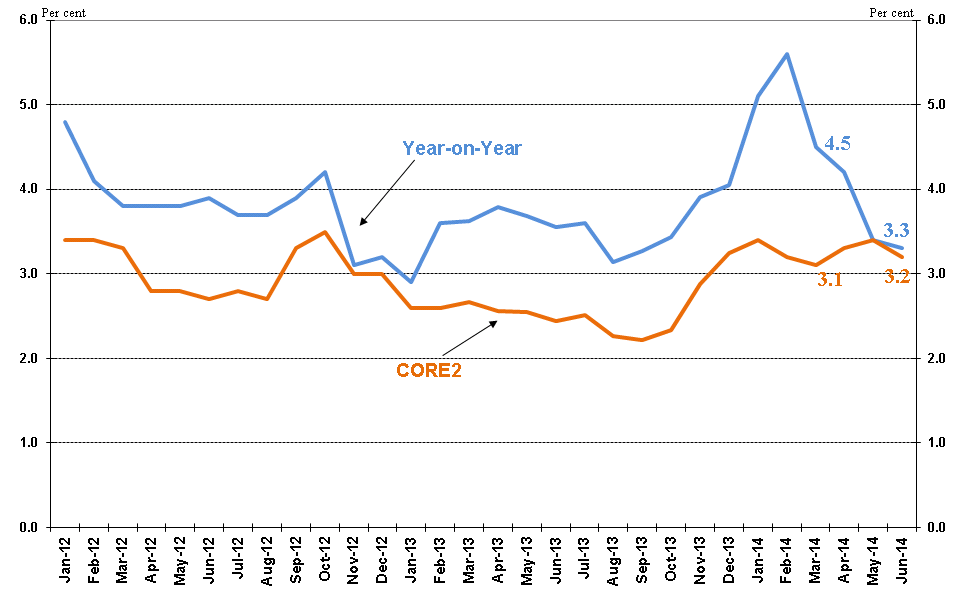 Per cent
Per cent
6.0
6.0
5.0
5.0
Year-on-Year
4.5
4.0
4.0
3.3
3.0
3.0
3.1
3.2
CORE2
2.0
2.0
1.0
1.0
0.0
0.0
Jan-12
Feb-12
Mar-12
Apr-12
May-12
Jun-12
Jul-12
Aug-12
Sep-12
Oct-12
Nov-12
Dec-12
Jan-13
Feb-13
Mar-13
Apr-13
May-13
Jun-13
Jul-13
Aug-13
Sep-13
Oct-13
Nov-13
Dec-13
Jan-14
Feb-14
Mar-14
Apr-14
May-14
Jun-14